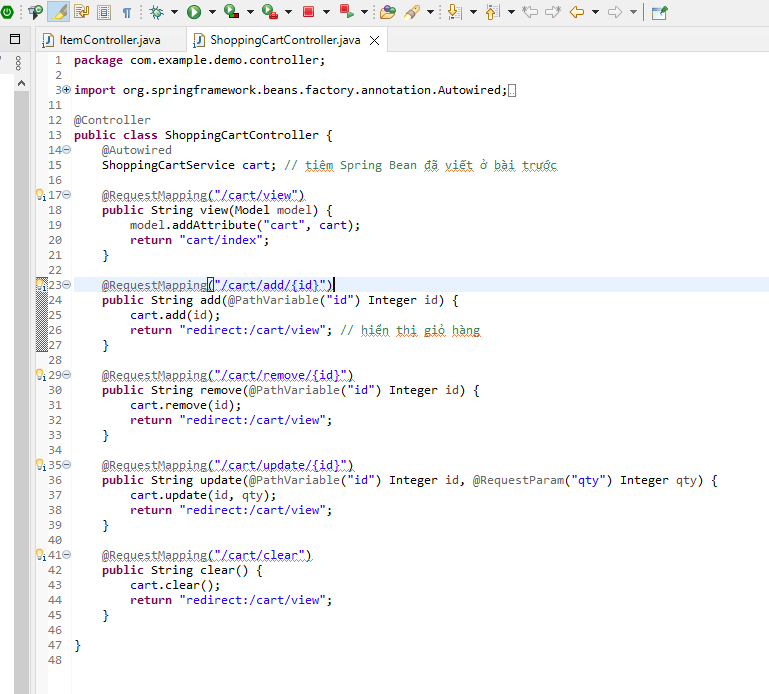 ItemController.java
ShoppingCartController.java
1 package com.example.demo.controller;
2
3 import org.springframework.beans.factory.annotation.Autowired;
11
12 @Controller
13 public class ShoppingCartController {
14 @Autowired
15 ShoppingCartService cart; // tiêm Spring Bean đã viết ở bài trước
16
17 @RequestMapping("/cart/view")
18 public String view(Model model) {
19 model.addAttribute("cart", cart);
20 return "cart/index";
21 }
22
23 @RequestMapping("/cart/add/{id}")
24 public String add(@PathVariable("id") Integer id) {
25 cart.add(id);
26 return "redirect:/cart/view"; // hiển thị giỏ hàng
27 }
28
29 @RequestMapping("/cart/remove/{id}")
30 public String remove(@PathVariable("id") Integer id) {
31 cart.remove(id);
32 return "redirect:/cart/view";
33 }
34
35 @RequestMapping("/cart/update/{id}")
36 public String update(@PathVariable("id") Integer id, @RequestParam("qty") Integer qty) {
37 cart.update(id, qty);
38 return "redirect:/cart/view";
39 }
40
41 @RequestMapping("/cart/clear")
42 public String clear() {
43 cart.clear();
44 return "redirect:/cart/view";
45 }
46
47 }
48